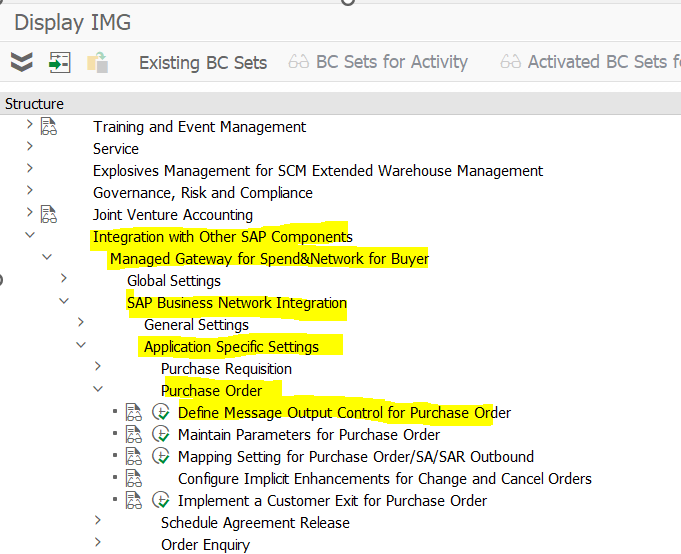 Display IMG
Existing BC Sets BC Sets for Activity Activated BC Sets f
Structure
Training and Event Management
Service
Explosives Management for SCM Extended Warehouse Management
Governance, Risk and Compliance
Joint Venture Accounting
Integration with Other SAP Components
Managed Gateway for Spend&Network for Buyer
Global Settings
SAP Business Network Integration
General Settings
Application Specific Settings
Purchase Requisition
Purchase Order
Define Message Output Control for Purchase Order
Maintain Parameters for Purchase Order
Mapping Setting for Purchase Order/SA/SAR Outbound
Configure Implicit Enhancements for Change and Cancel Orders
Implement a Customer Exit for Purchase Order
Schedule Agreement Release
Order Enquiry